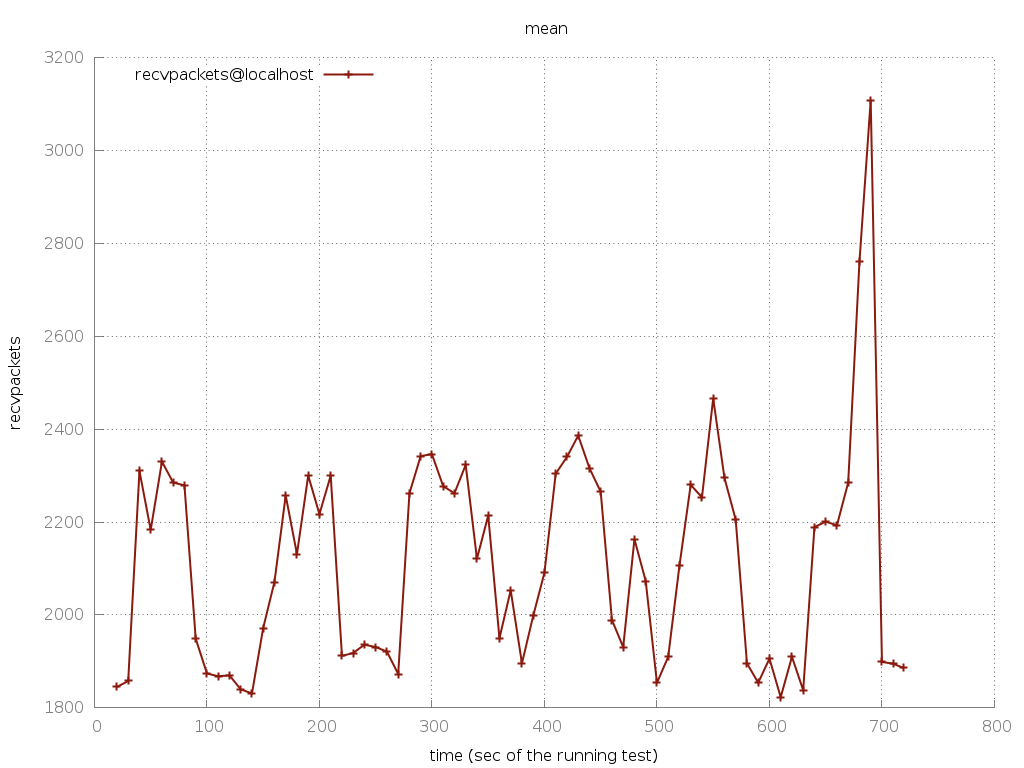 mean
3200
recvpackets@localhost
3000
2800
2600
2400
2200
2000
1800
recvpackets
0 100 200 300 400 500 600 700 800
time (sec of the running test)